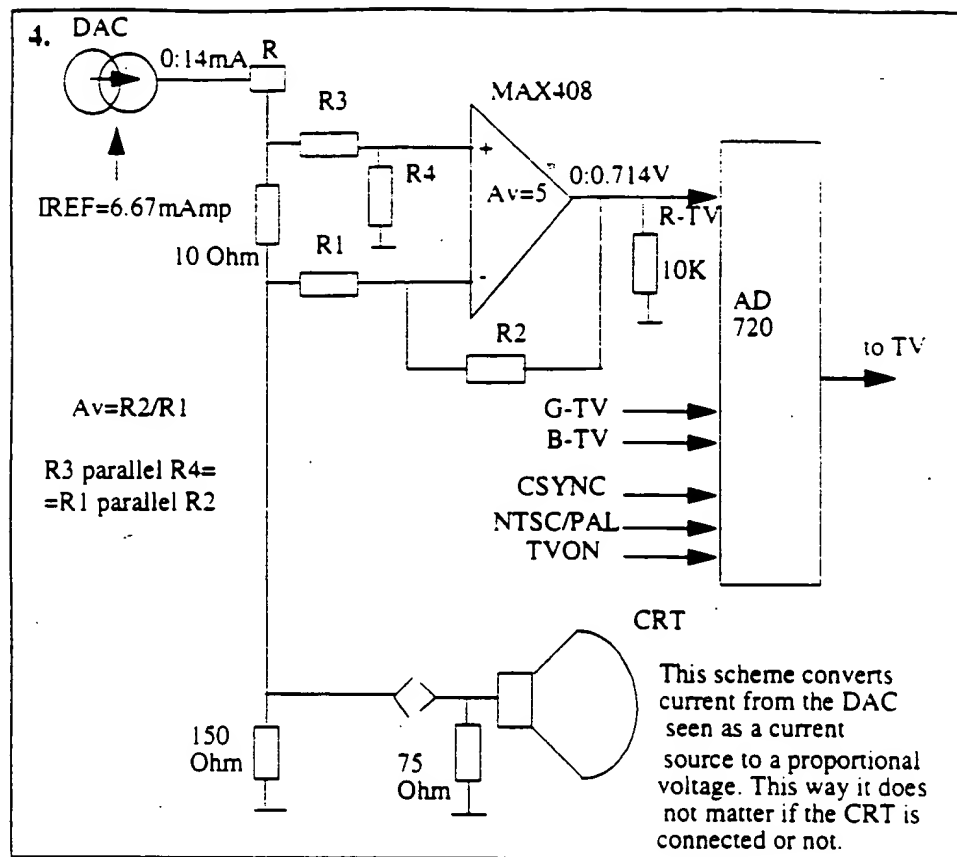 4. DAC
0:14mA
R
R3
MAX408
R4
+
Av=5
0:0.714V
IREF=6.67mAmp
R-TV
10 Ohm
R1
-
10K
AD
720
R2
to TV
Av=R2/R1
G-TV
B-TV
R3 parallel R4=
=R1 parallel R2
CSYNC
NTSC/PAL
TVON
CRT
This scheme converts
current from the DAC
seen as a current
source to a proportional
voltage. This way it does
not matter if the CRT is
connected or not.
150
Ohm
75
Ohm